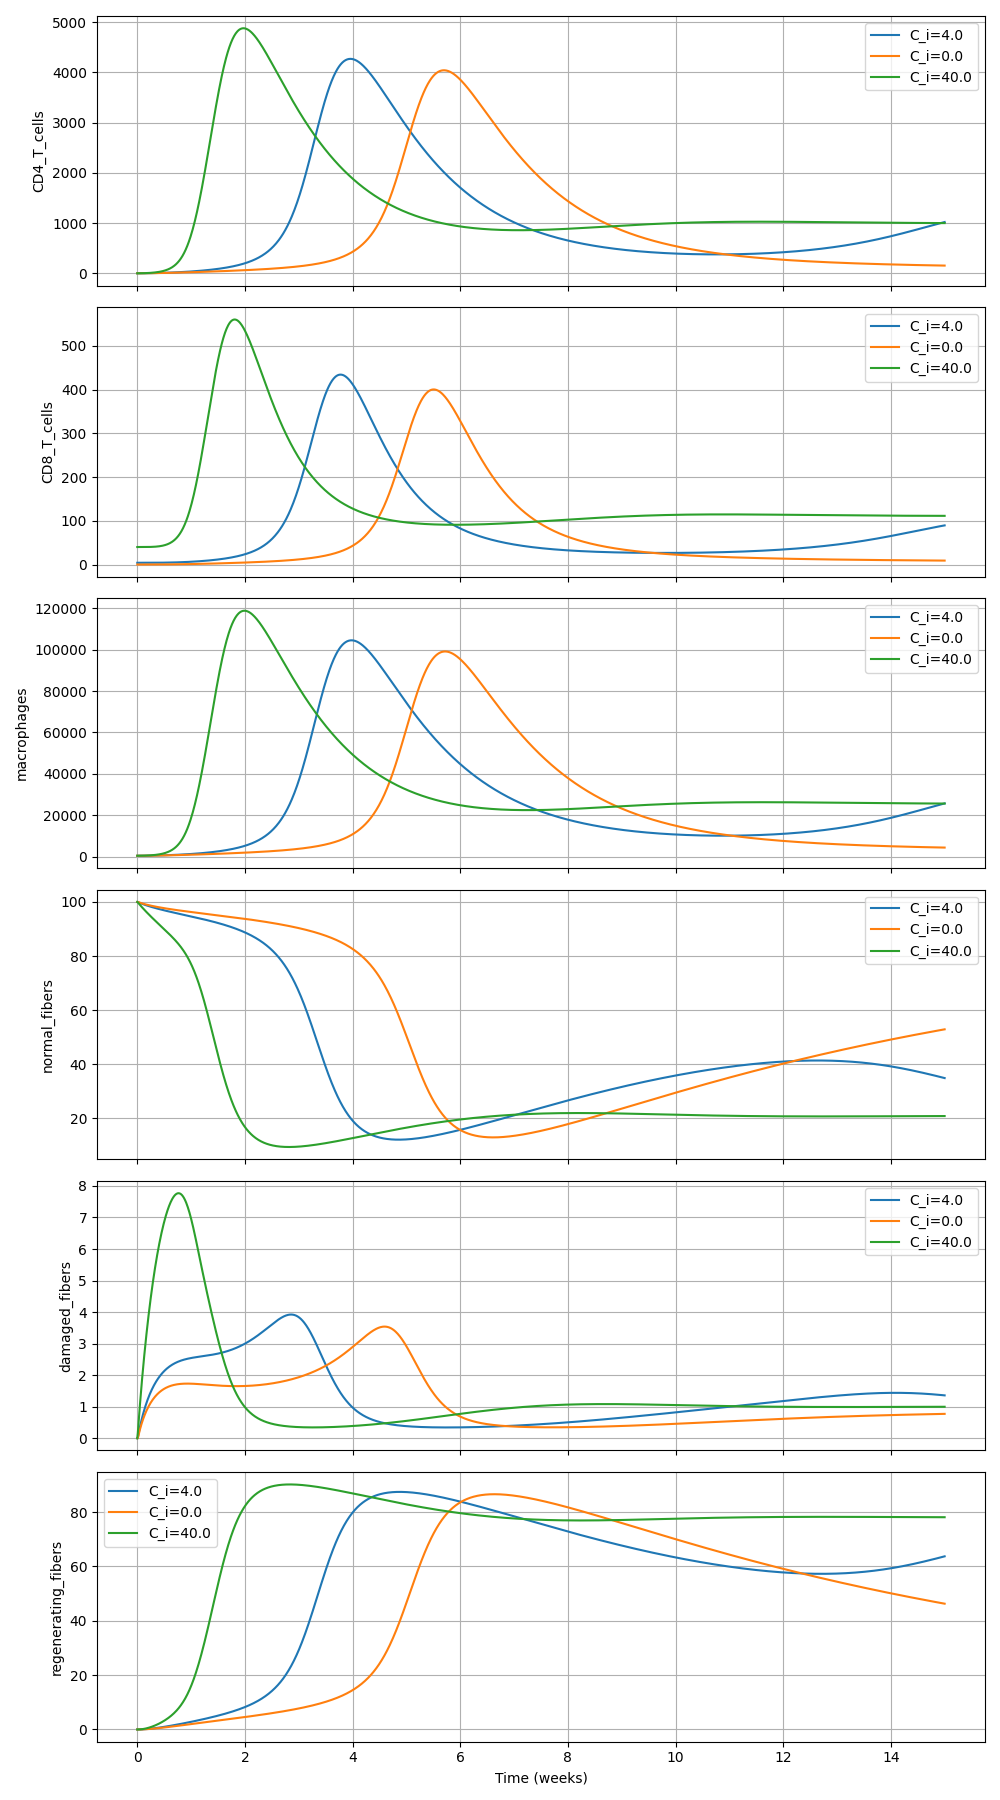 CD4_T_cells
5000
4000
3000
2000
1000
0
C_i=4.0
C_i=0.0
C_i=40.0
CD8_T_cells
500
400
300
200
100
0
C_i=4.0
C_i=0.0
C_i=40.0
macrophages
120000
100000
80000
60000
40000
20000
0
C_i=4.0
C_i=0.0
C_i=40.0
normal_fibers
100
80
60
40
20
C_i=4.0
C_i=0.0
C_i=40.0
damaged_fibers
8
7
6
5
4
3
2
1
0
C_i=4.0
C_i=0.0
C_i=40.0
regenerating_fibers
80
60
40
20
0
C_i=4.0
C_i=0.0
C_i=40.0
0 2 4 6 8 10 12 14
Time (weeks)